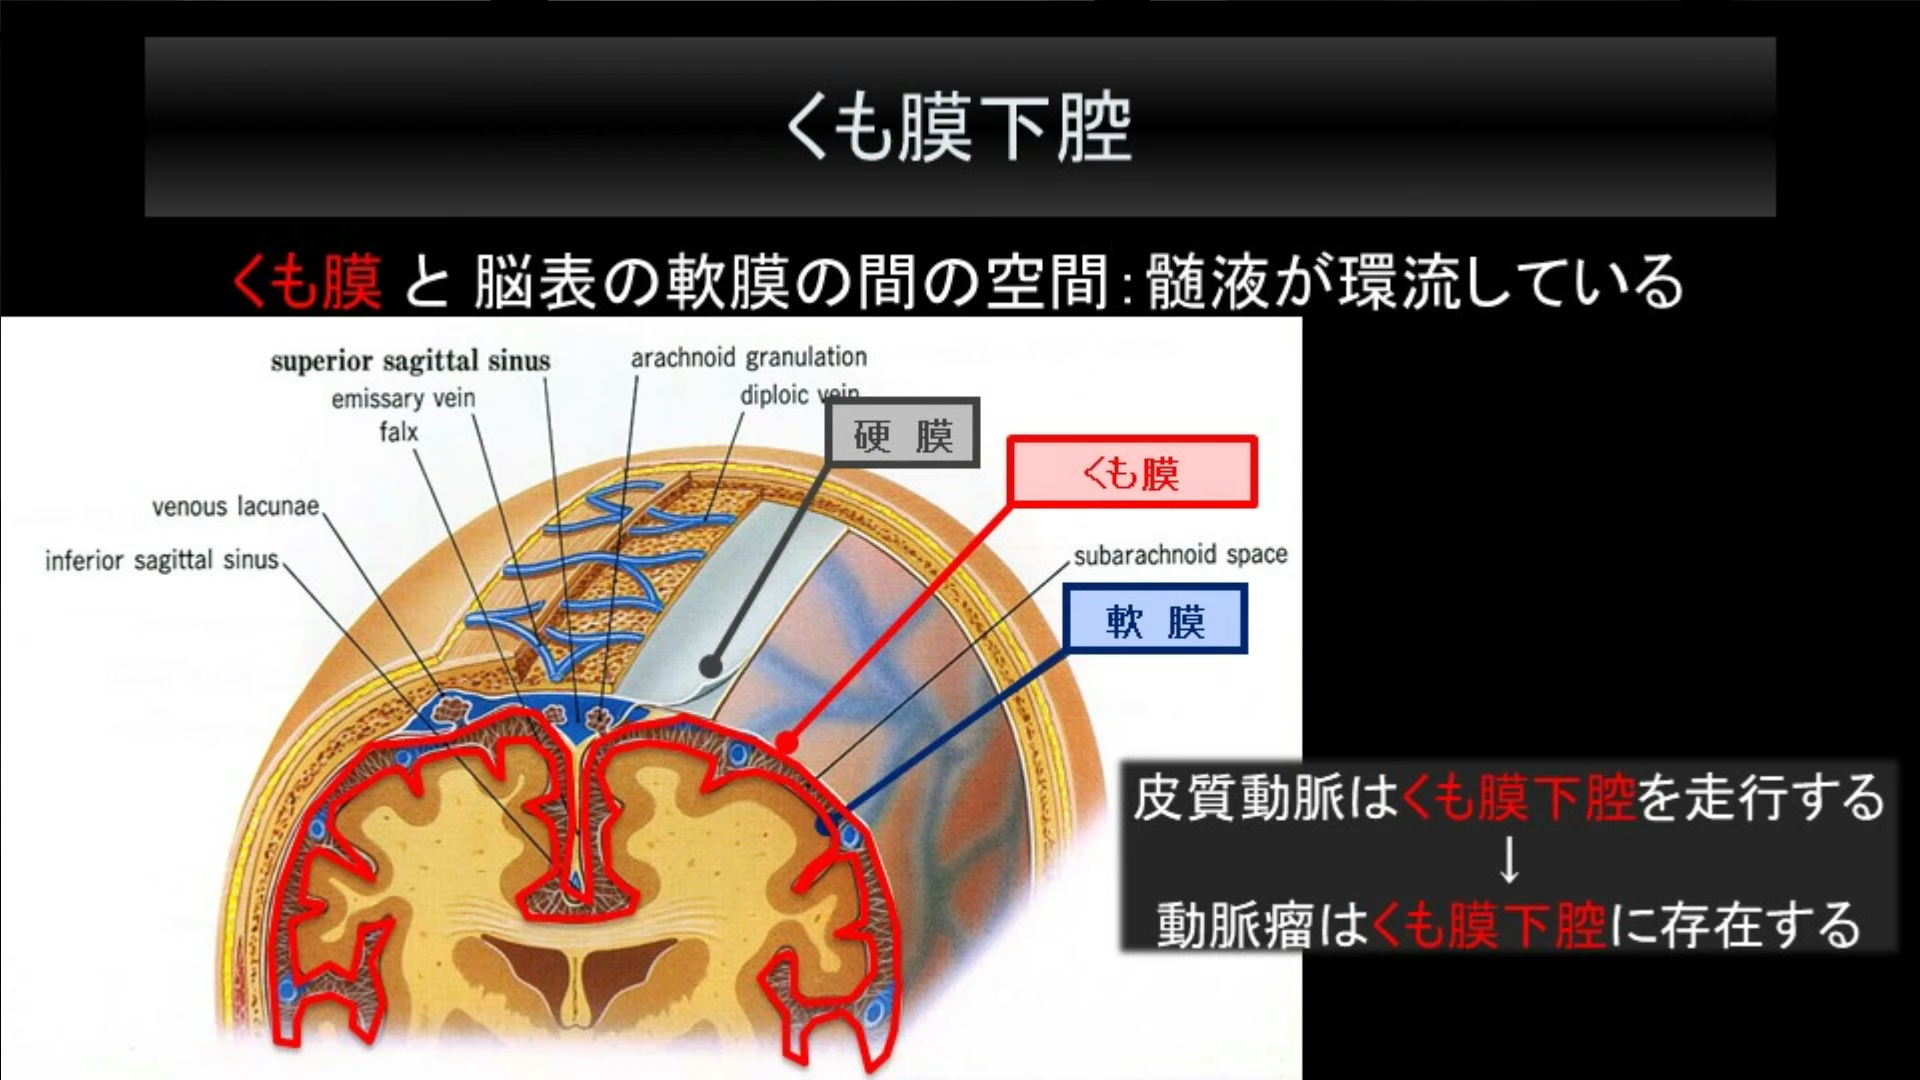 くも膜下腔
くも膜 と 脳表の軟膜の間の空間：髄液が環流している
superior sagittal sinus
arachnoid granulation
emissary vein
diploic vein
falx
硬 膜
くも膜
venous lacunae
inferior sagittal sinus
subarachnoid space
軟 膜
皮質動脈はくも膜下腔を走行する
↓
動脈瘤はくも膜下腔に存在する